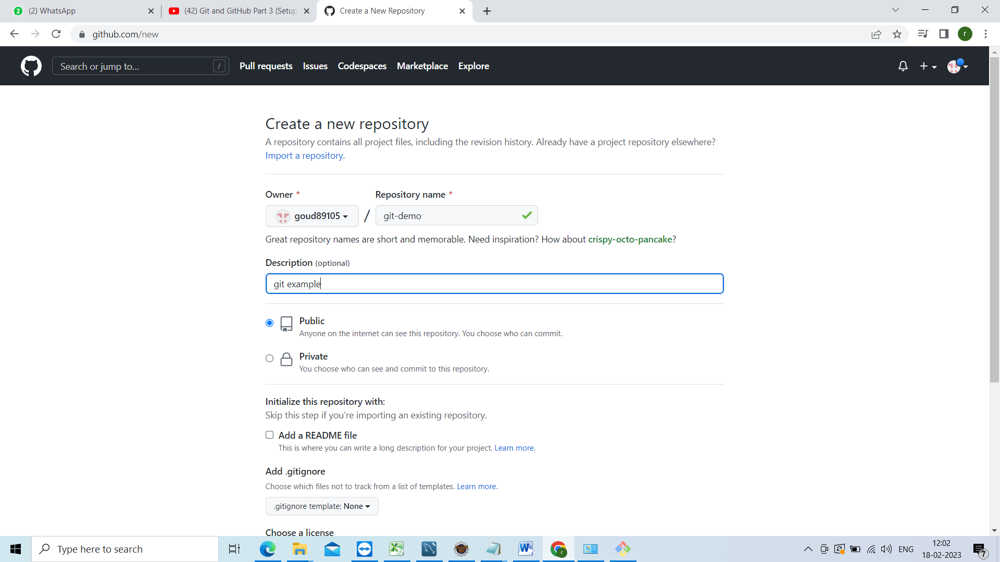 (2) WhatsApp
(42) Git and GitHub Part 3 (Setup
Create a New Repository
github.com/new
r
Search or jump to...
/
Pull requests
Issues
Codespaces
Marketplace
Explore
Create a new repository
A repository contains all project files, including the revision history. Already have a project repository elsewhere?
Import a repository.
Owner *
Repository name *
goud89105
/
git-demo
Great repository names are short and memorable. Need inspiration? How about crispy-octo-pancake?
Description (optional)
git example
Public
Anyone on the internet can see this repository. You choose who can commit.
Private
You choose who can see and commit to this repository.
Initialize this repository with:
Skip this step if you’re importing an existing repository.
Add a README file
This is where you can write a long description for your project. Learn more.
Add .gitignore
Choose which files not to track from a list of templates. Learn more.
.gitignore template: None
Choose a license
Type here to search
ENG
12:02
18-02-2023
7